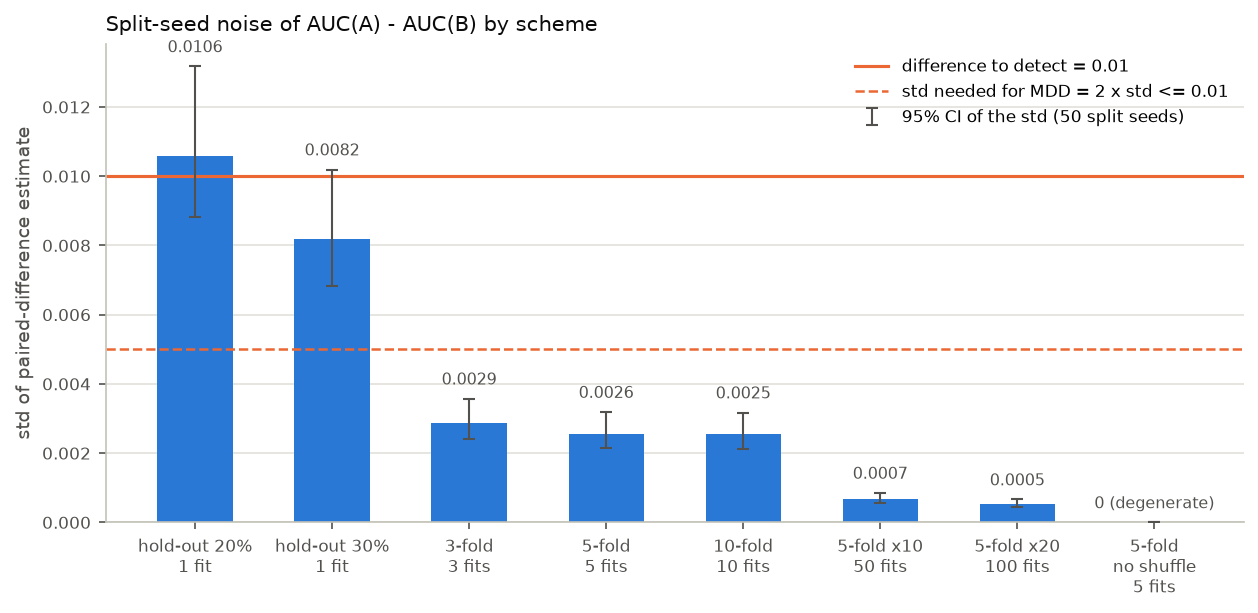 Split-seed noise of AUC(A) - AUC(B) by scheme
difference to detect = 0.01
std needed for MDD = 2 x std <= 0.01
95% CI of the std (50 split seeds)
std of paired-difference estimate
0.012
0.010
0.008
0.006
0.004
0.002
0.000
0.0106
0.0082
0.0029
0.0026
0.0025
0.0007
0.0005
0 (degenerate)
hold-out 20%
1 fit
hold-out 30%
1 fit
3-fold
3 fits
5-fold
5 fits
10-fold
10 fits
5-fold x10
50 fits
5-fold x20
100 fits
5-fold
no shuffle
5 fits